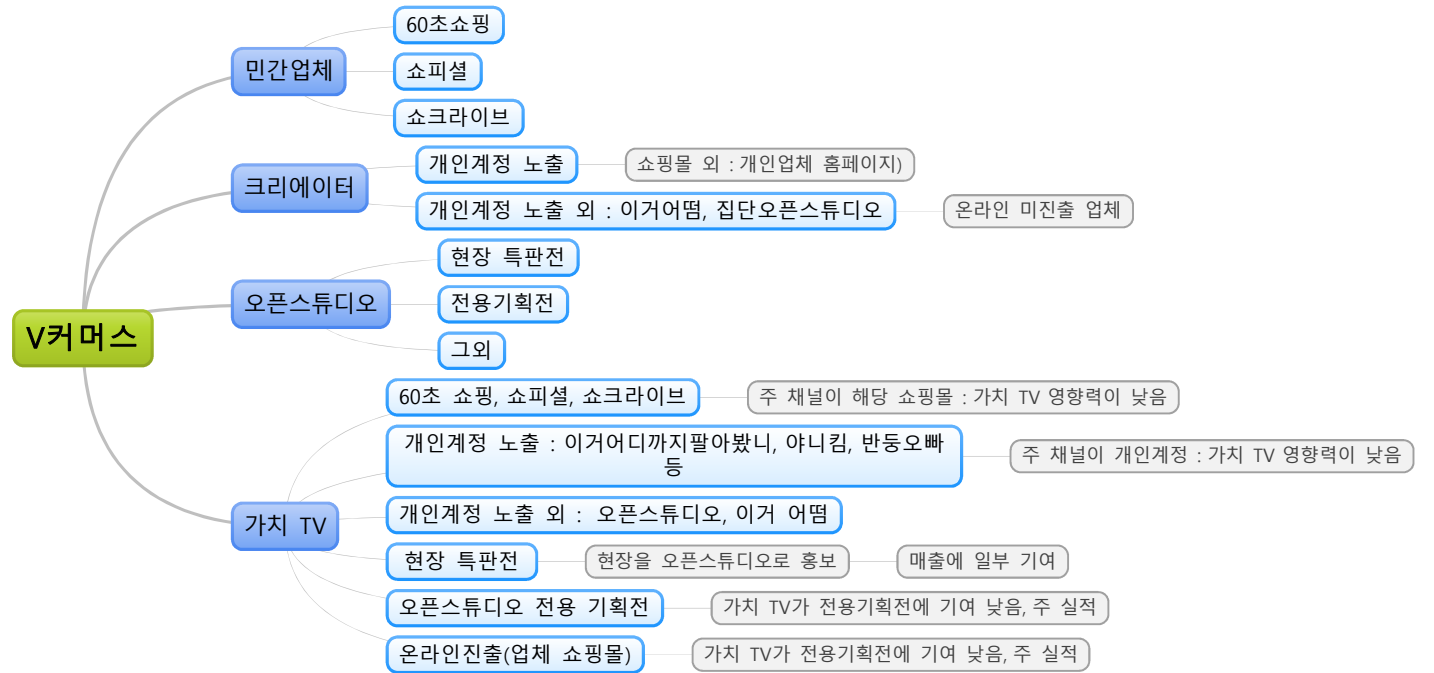 V커머스
민간업체
60초쇼핑
쇼피셜
쇼크라이브
크리에이터
개인계정 노출
쇼핑몰 외 : 개인업체 홈페이지)
개인계정 노출 외 : 이거어떰, 집단오픈스튜디오
온라인 미진출 업체
오픈스튜디오
현장 특판전
전용기획전
그외
가치 TV
60초 쇼핑, 쇼피셜, 쇼크라이브
주 채널이 해당 쇼핑몰 : 가치 TV 영향력이 낮음
개인계정 노출 : 이거어디까지팔아봤니, 야니킴, 반둥오빠
등
주 채널이 개인계정 : 가치 TV 영향력이 낮음
개인계정 노출 외 : 오픈스튜디오, 이거 어떰
현장 특판전
현장을 오픈스튜디오로 홍보
매출에 일부 기여
오픈스튜디오 전용 기획전
가치 TV가 전용기획전에 기여 낮음, 주 실적
온라인진출(업체 쇼핑몰)
가치 TV가 전용기획전에 기여 낮음, 주 실적